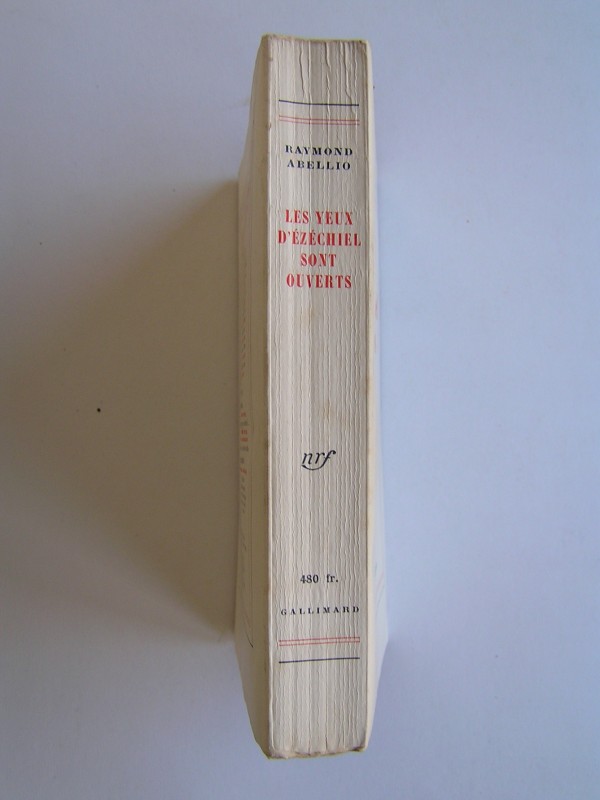 RAYMOND
ABELLIO
LES YEUX
D'ÉZÉCHIEL
SONT
OUVERTS
nrf
480 fr.
GALLIMARD